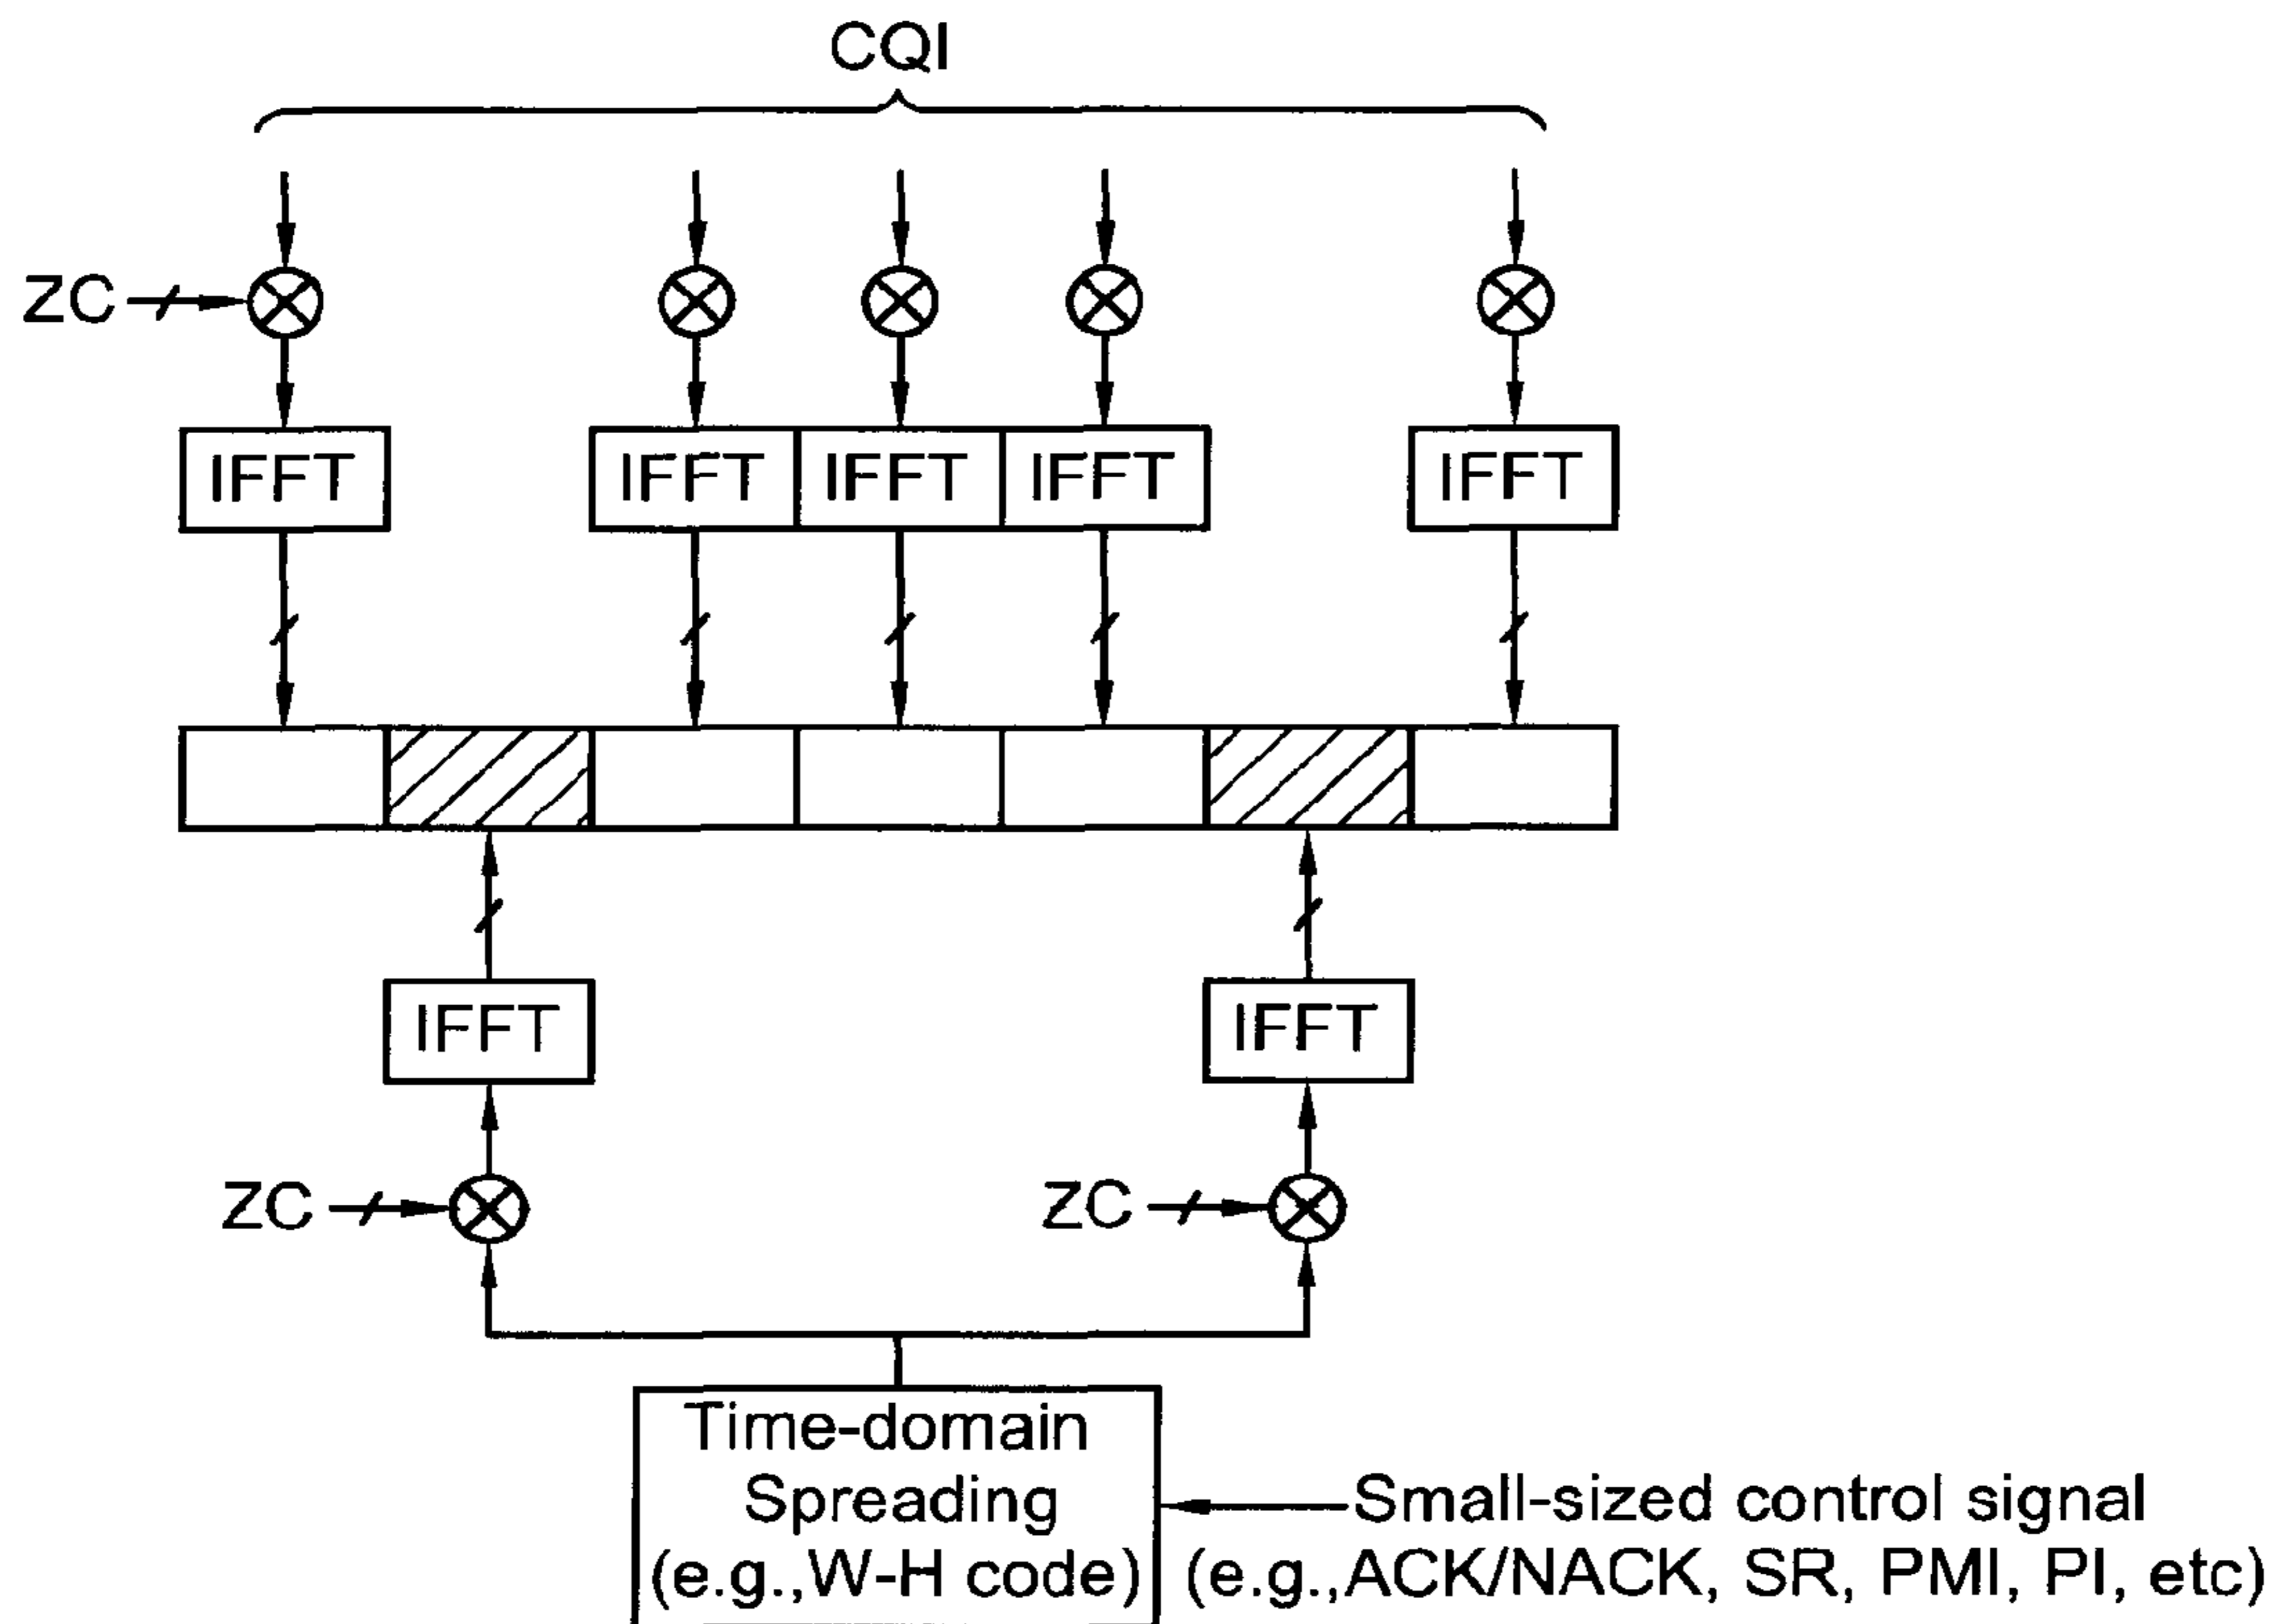 CQI
ZC
IFFT
IFFT
IFFT
IFFT
IFFT
IFFT
IFFT
ZC
ZC
Time-domain
Spreading
(e.g.,W-H code)
Small-sized control signal
(e.g.,ACK/NACK, SR, PMI, PI, etc)